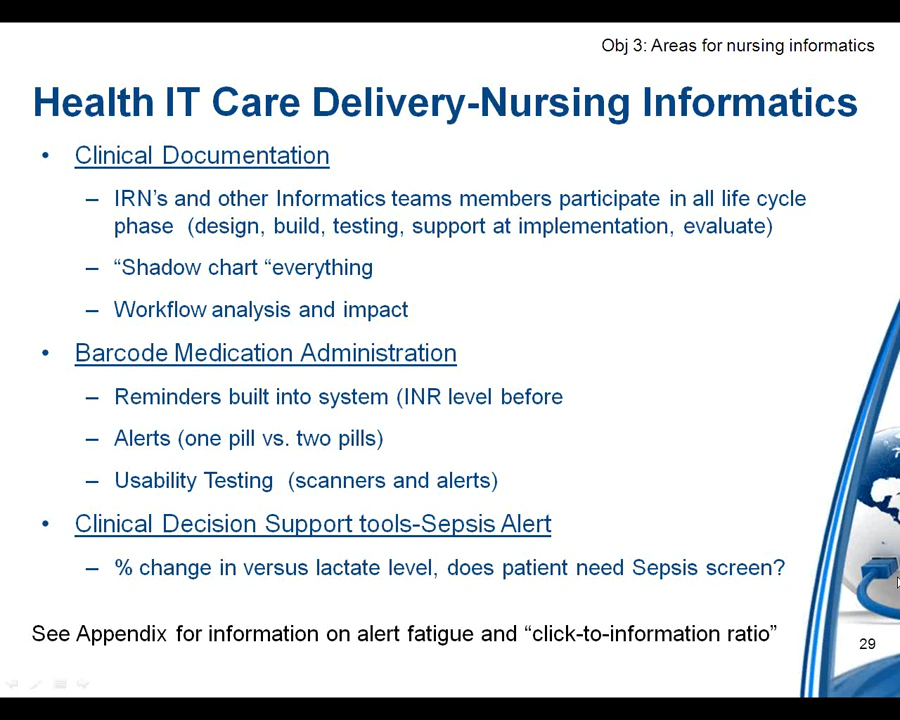 Obj 3: Areas for nursing informatics
Health IT Care Delivery-Nursing Informatics
• Clinical Documentation
– IRN’s and other Informatics teams members participate in all life cycle
phase (design, build, testing, support at implementation, evaluate)
– “Shadow chart “everything
– Workflow analysis and impact
• Barcode Medication Administration
– Reminders built into system (INR level before
– Alerts (one pill vs. two pills)
– Usability Testing (scanners and alerts)
• Clinical Decision Support tools-Sepsis Alert
– % change in versus lactate level, does patient need Sepsis screen?
See Appendix for information on alert fatigue and “click-to-information ratio”
29